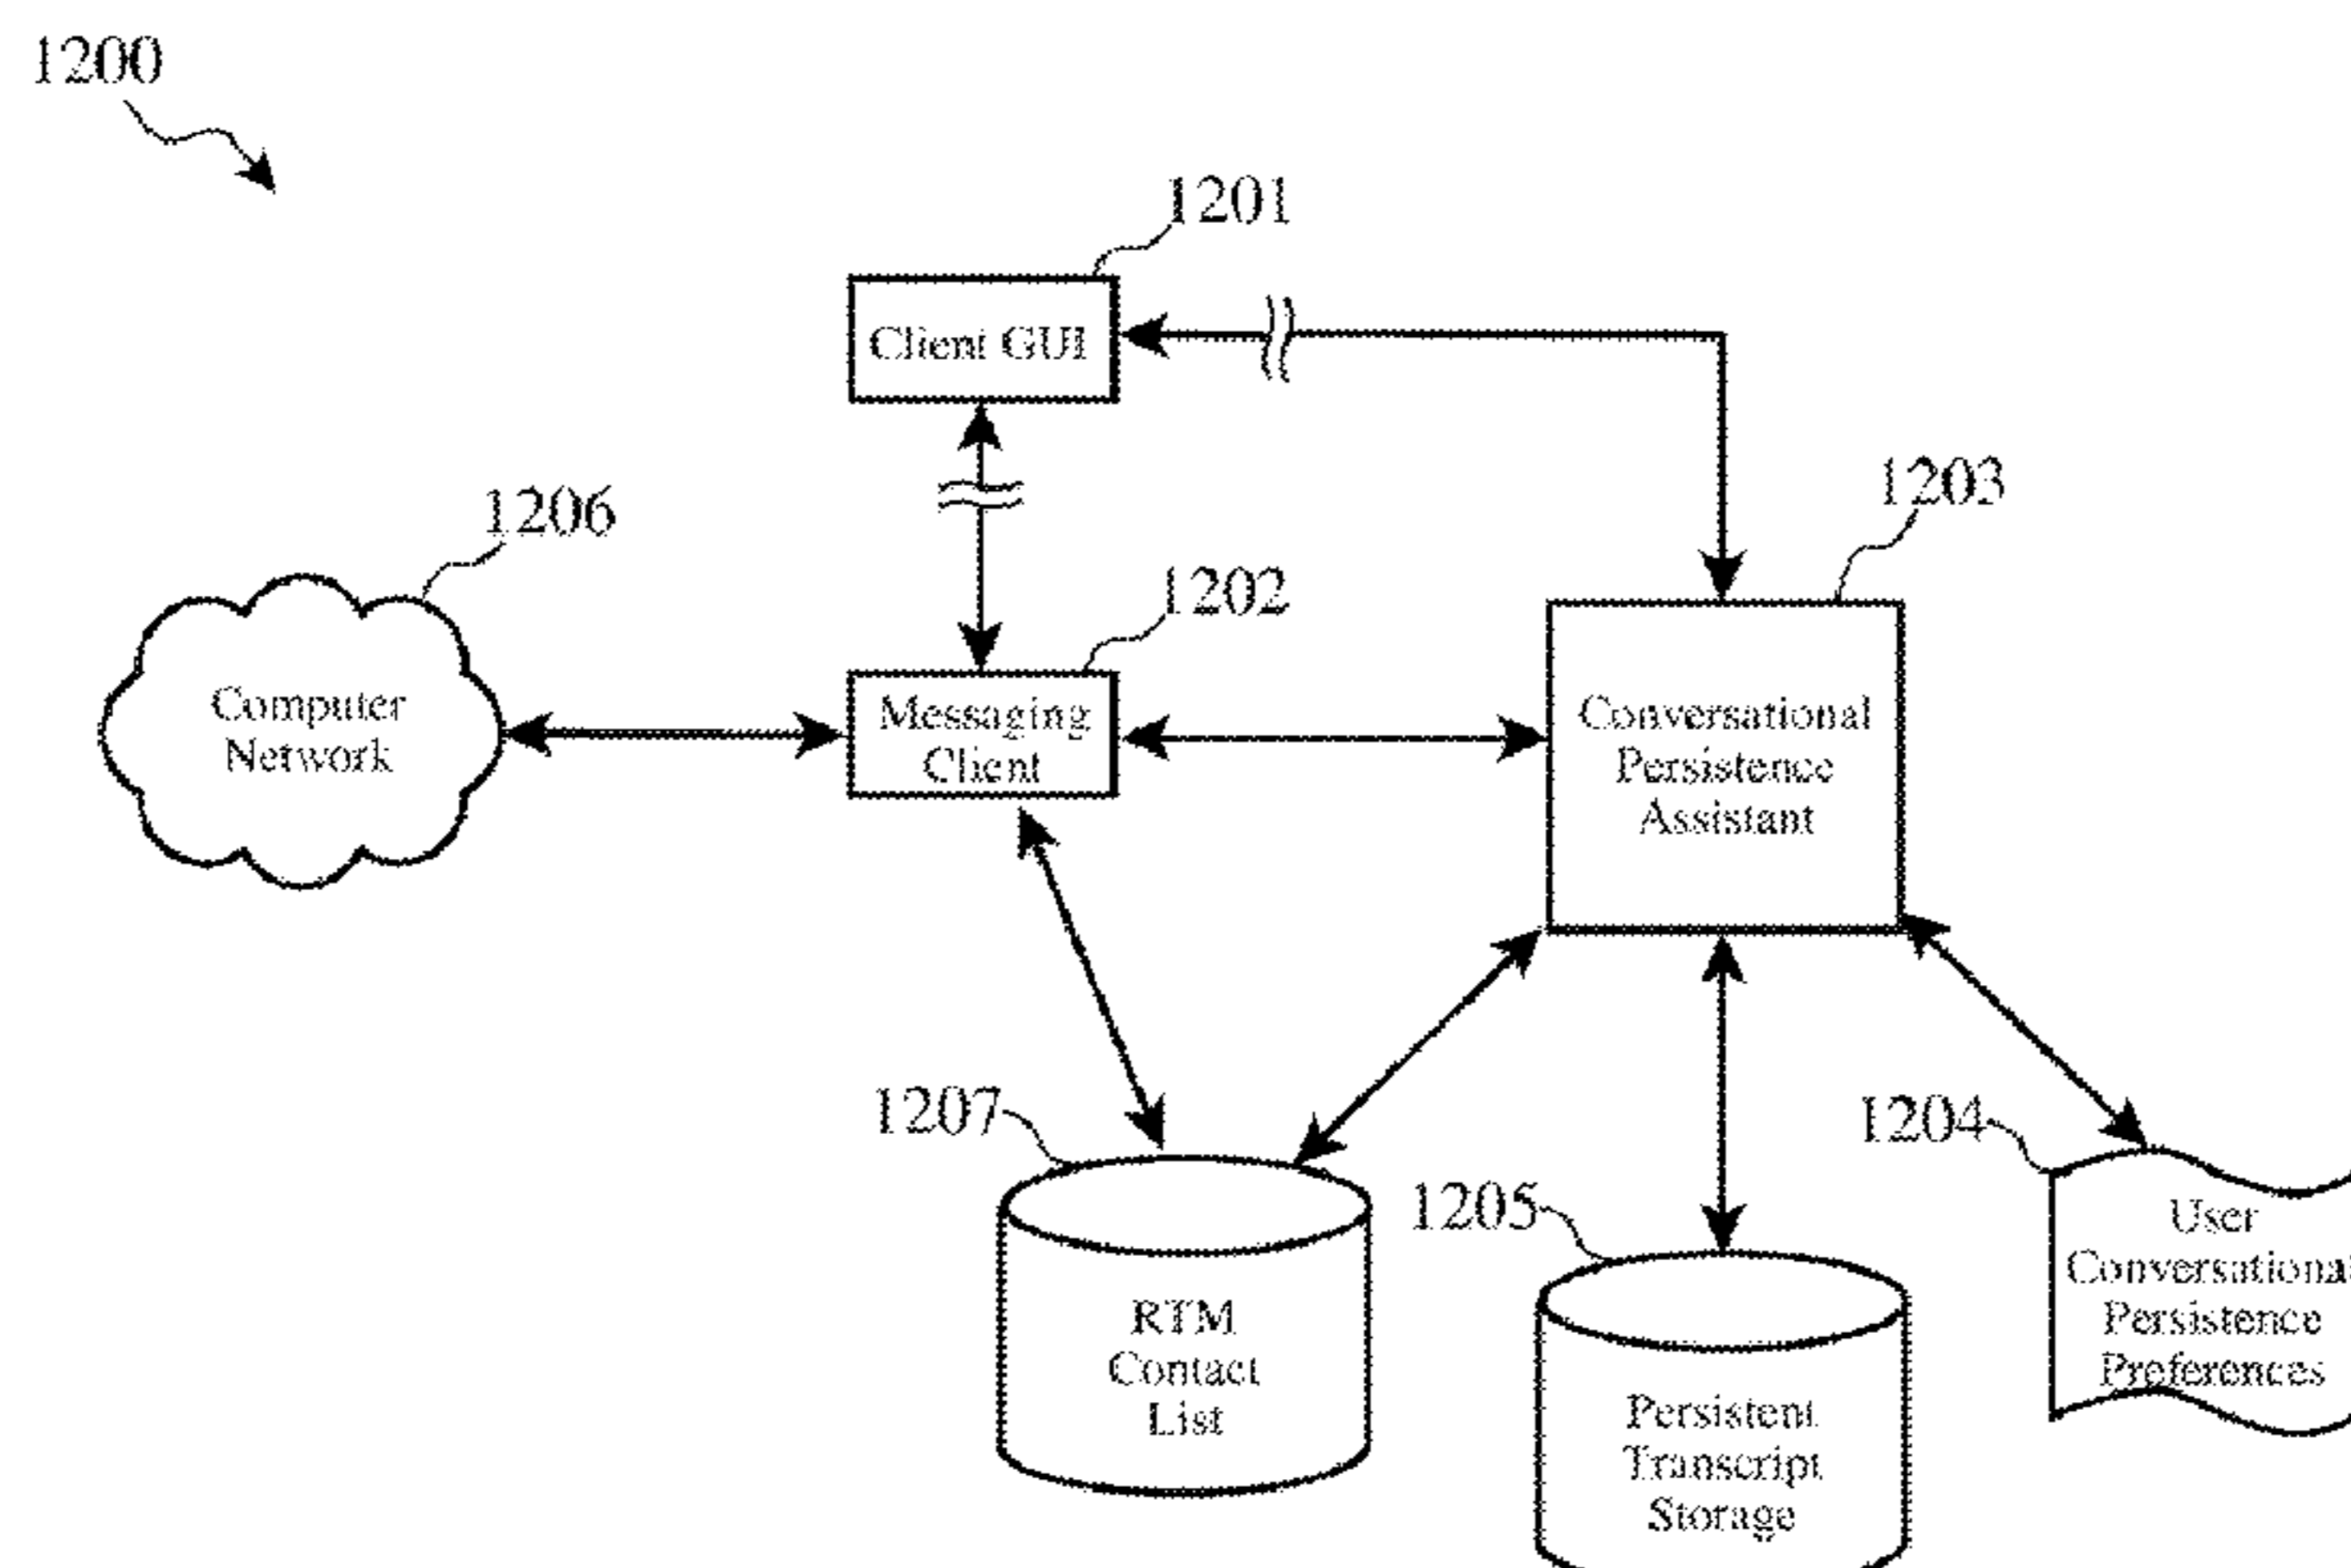 1200
1201
Client GUI
1203
1206
1202
Computer
Network
Messaging
Client
Conversational
Persistence
Assistant
1207
1204
1205
RTM
Contact
List
User
Conversational
Persistence
Preferences
Persistent
Transcript
Storage